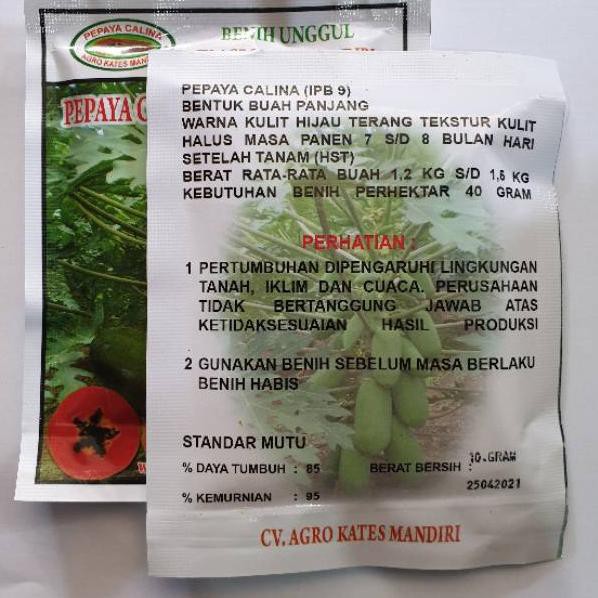 PEPAYA CALINA
AGRO KATES MANDIRI
BENIH UNGGUL
PEPAYA
PEPAYA CALINA (IPB 9)
BENTUK BUAH PANJANG
WARNA KULIT HIJAU TERANG TEKSTUR KULIT
HALUS MASA PANEN 7 S/D 8 BULAN HARI
SETELAH TANAM (HST)
BERAT RATA-RATA BUAH 1,2 KG S/D 1,6 KG
KEBUTUHAN BENIH PERHEKTAR 40 GRAM
PERHATIAN :
1 PERTUMBUHAN DIPENGARUHI LINGKUNGAN
TANAH, IKLIM DAN CUACA. PERUSAHAAN
TIDAK BERTANGGUNG JAWAB ATAS
KETIDAKSESUAIAN HASIL PRODUKSI
2 GUNAKAN BENIH SEBELUM MASA BERLAKU
BENIH HABIS
STANDAR MUTU
% DAYA TUMBUH : 85 BERAT BERSIH : 10.GRAM
25042021
% KEMURNIAN : 95
CV. AGRO KATES MANDIRI